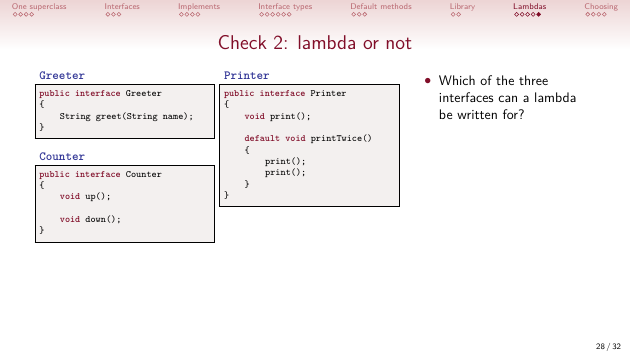 One superclass Interfaces Implements Interface types Default methods Library Lambdas Choosing
Check 2: lambda or not
Greeter
public interface Greeter
{
    String greet(String name);
}
Counter
public interface Counter
{
    void up();

    void down();
}
Printer
public interface Printer
{
    void print();

    default void printTwice()
    {
        print();
        print();
    }
}
• Which of the three
interfaces can a lambda
be written for?
28 / 32